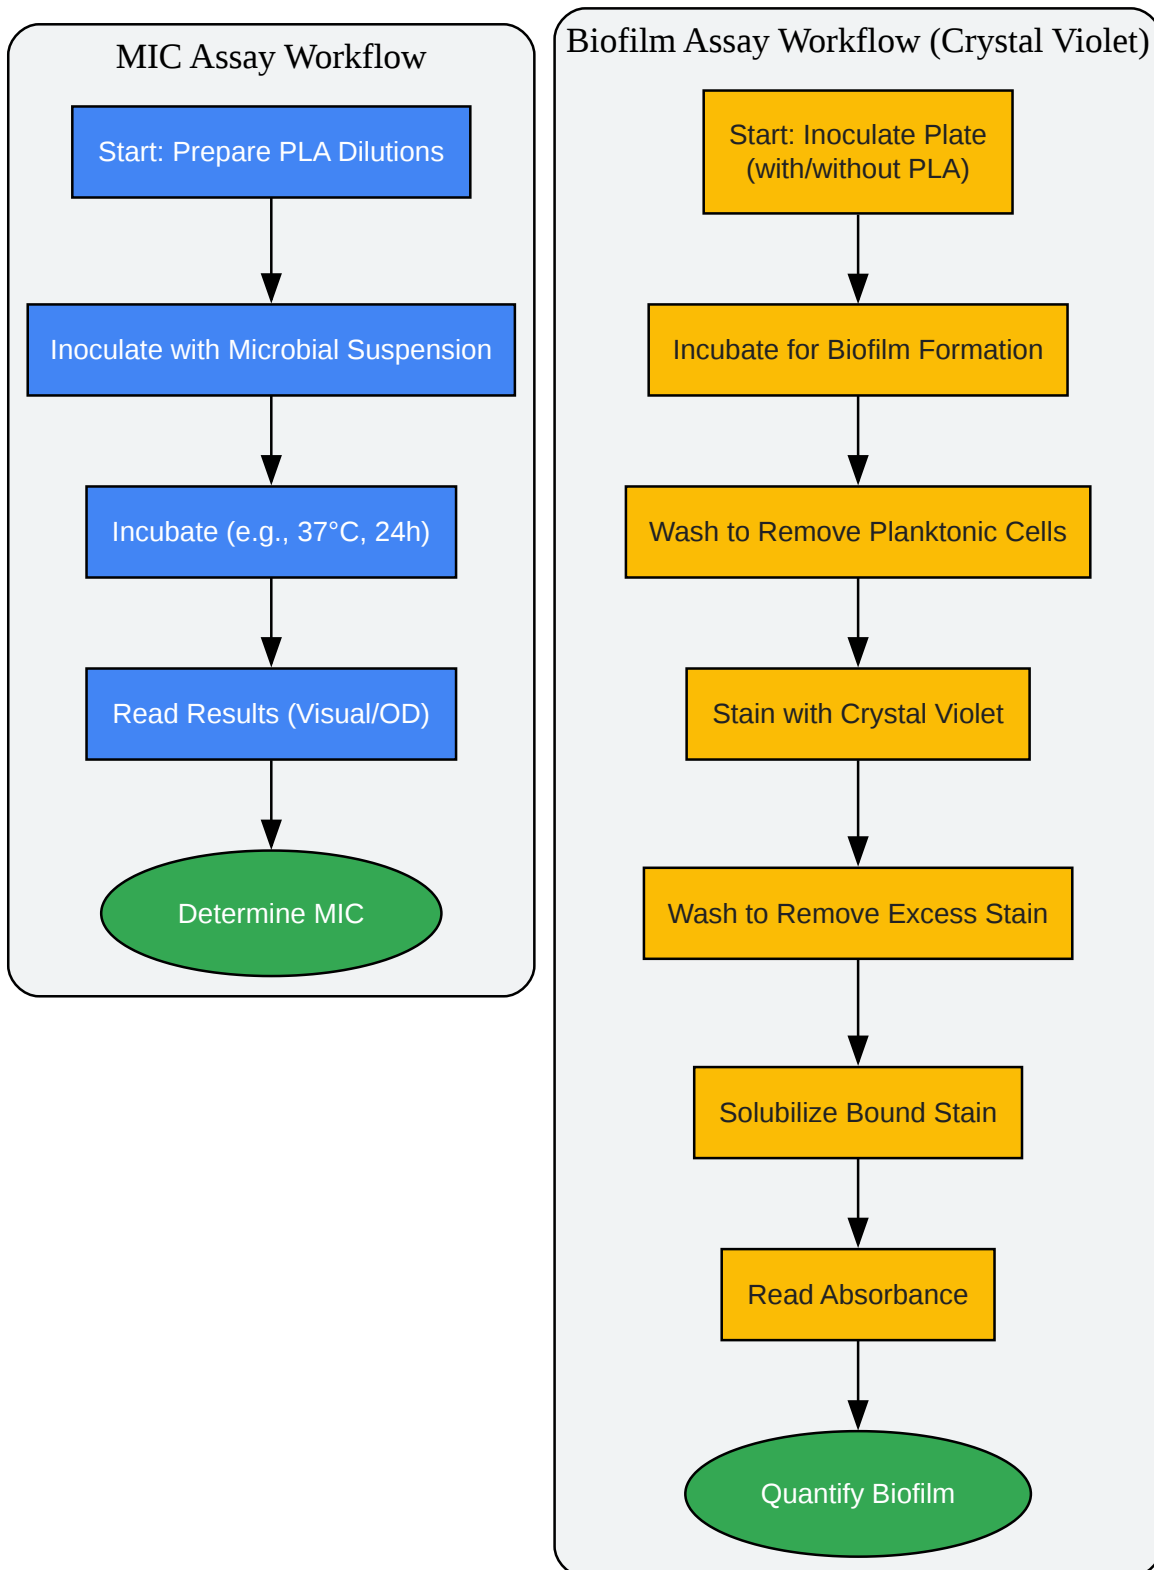 MIC Assay Workflow
Start: Prepare PLA Dilutions
Inoculate with Microbial Suspension
Incubate (e.g., 37°C, 24h)
Read Results (Visual/OD)
Determine MIC
Biofilm Assay Workflow (Crystal Violet)
Start: Inoculate Plate
(with/without PLA)
Incubate for Biofilm Formation
Wash to Remove Planktonic Cells
Stain with Crystal Violet
Wash to Remove Excess Stain
Solubilize Bound Stain
Read Absorbance
Quantify Biofilm